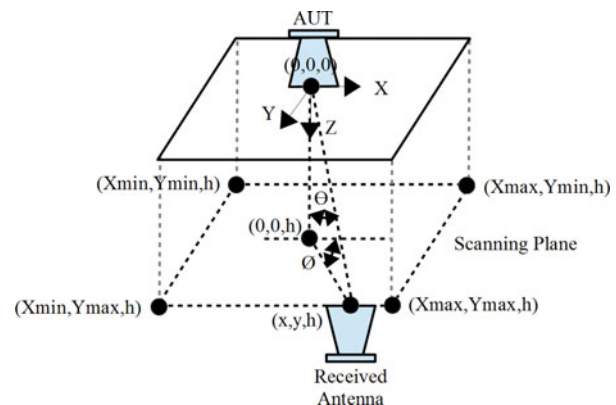 AUT
(0,0,0)
X
Y
Z
(Xmin,Ymin,h)
(Xmax,Ymin,h)
Θ
(0,0,h)
Scanning Plane
Ø
(Xmin,Ymax,h)
(x,y,h)
(Xmax,Ymax,h)
Received
Antenna